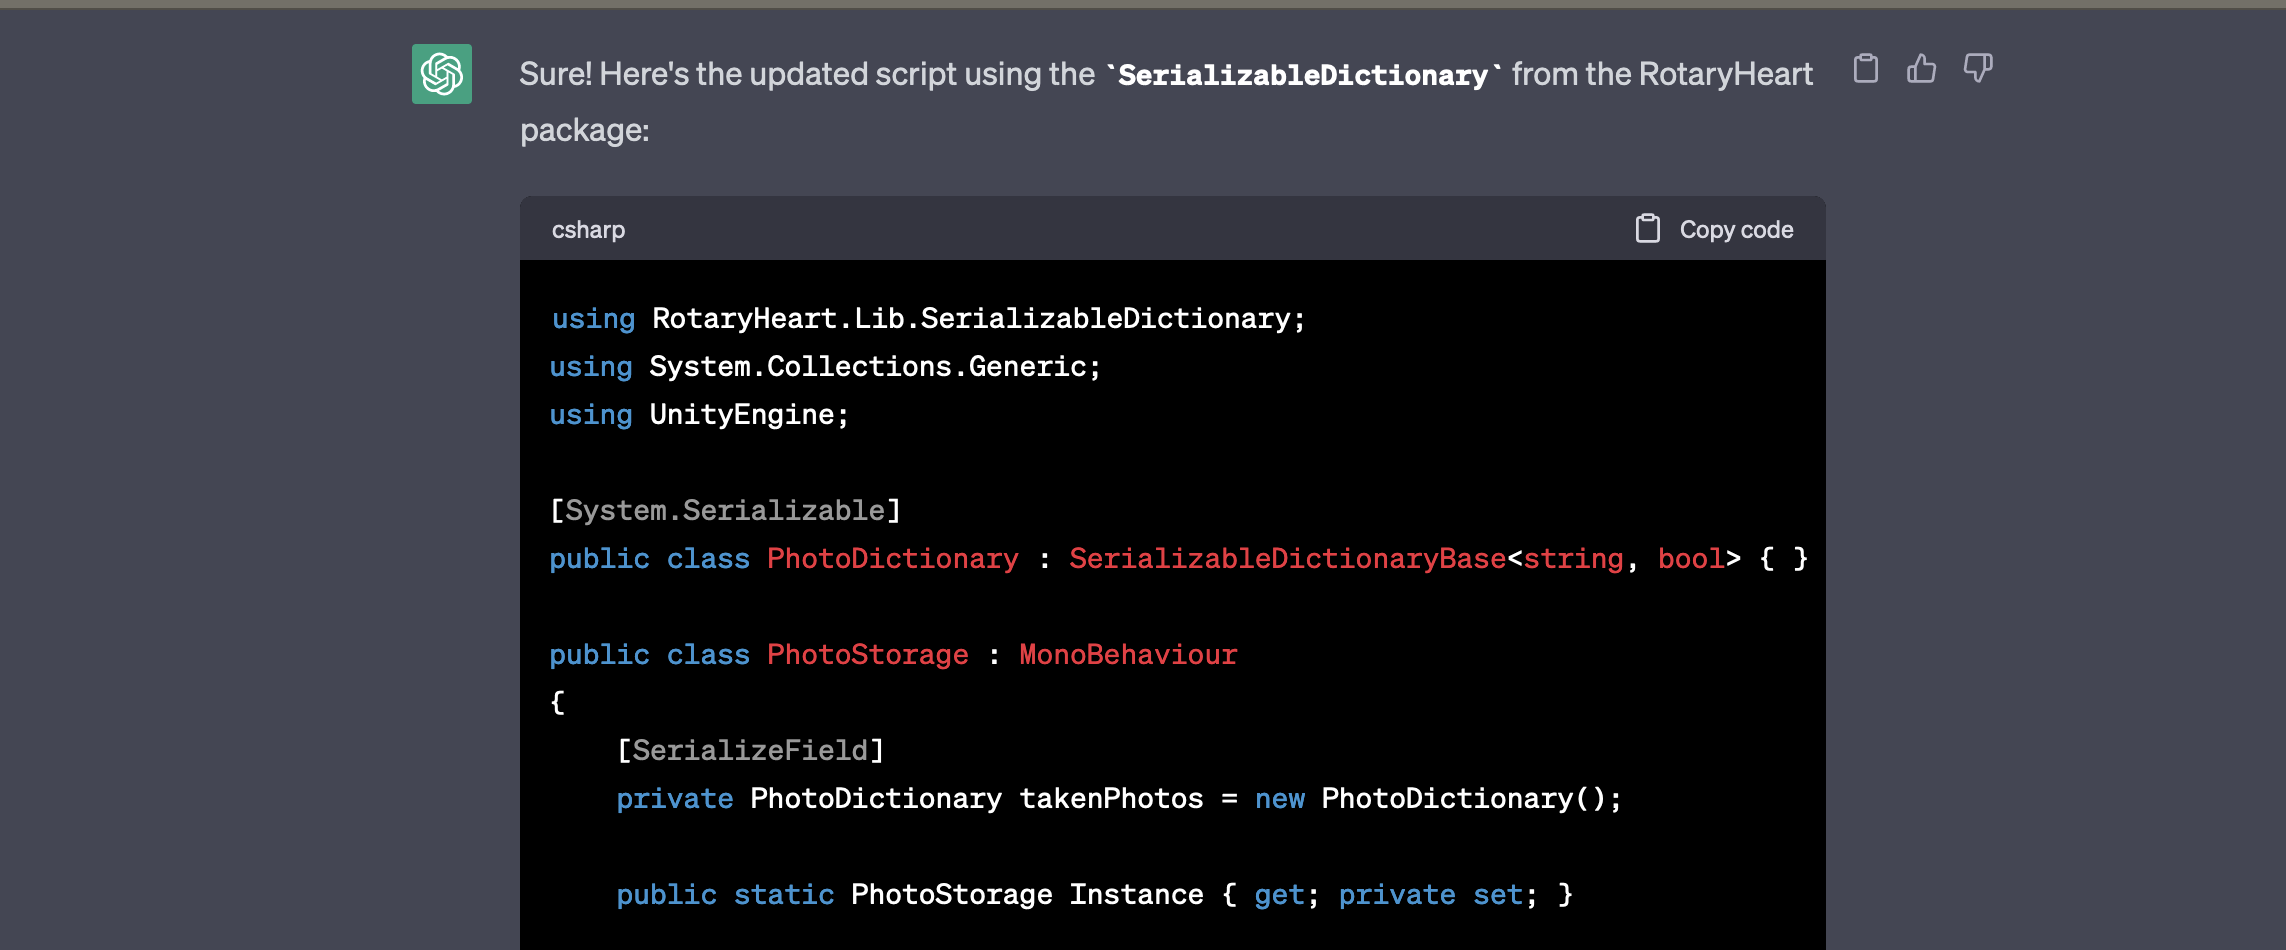 Sure! Here's the updated script using the `SerializableDictionary` from the RotaryHeart
package:
csharp
Copy code
using RotaryHeart.Lib.SerializableDictionary;
using System.Collections.Generic;
using UnityEngine;
[System.Serializable]
public class PhotoDictionary : SerializableDictionaryBase<string, bool> { }
public class PhotoStorage : MonoBehaviour
{
[SerializeField]
private PhotoDictionary takenPhotos = new PhotoDictionary();
public static PhotoStorage Instance { get; private set; }